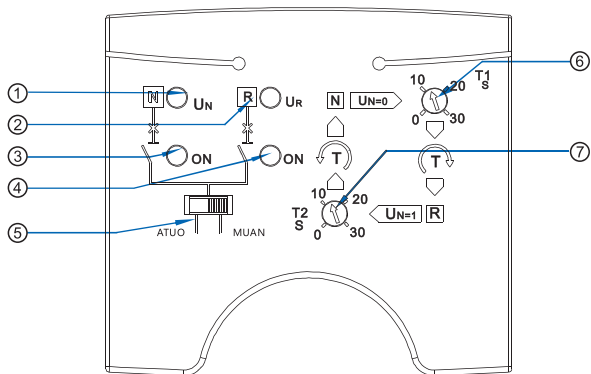 ① N UN
② R UR
③ ON
④ ON
⑤ ATUO MUAN
N UN=0
10 20 T1 S
0 30
⑥
T T
⑦
T2 S 10 20
0 30
UN=1 R